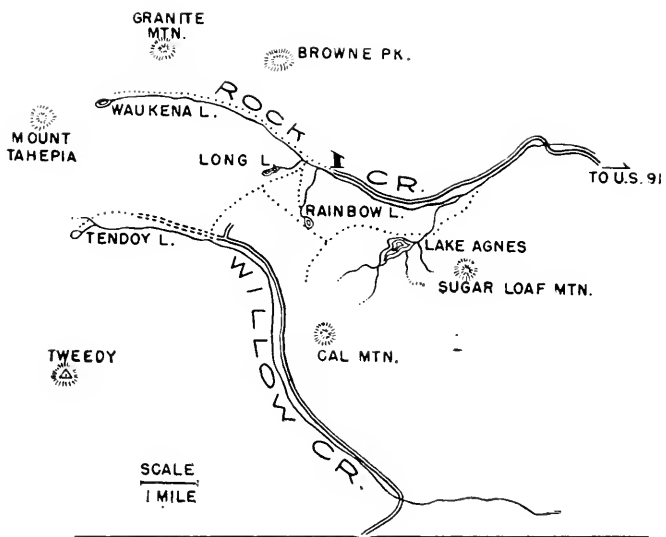 GRANITE
MTN.
BROWNE PK.
ROCK CR.
WAUKENA L.
MOUNT
TAHEPIA
LONG L.
TO U.S. 91
RAINBOW L.
TENDOY L.
LAKE AGNES
SUGAR LOAF MTN.
WILLOW CR.
CAL MTN.
TWEEDY
SCALE
1 MILE